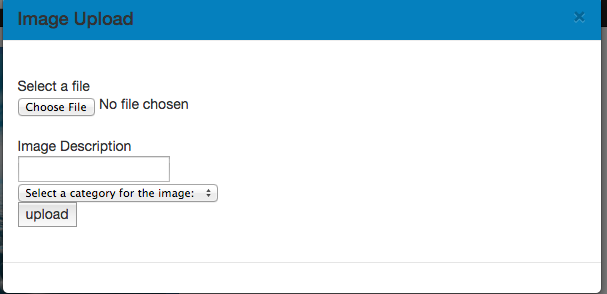 Image Upload ×
Select a file
Choose File No file chosen
Image Description
Select a category for the image:
upload